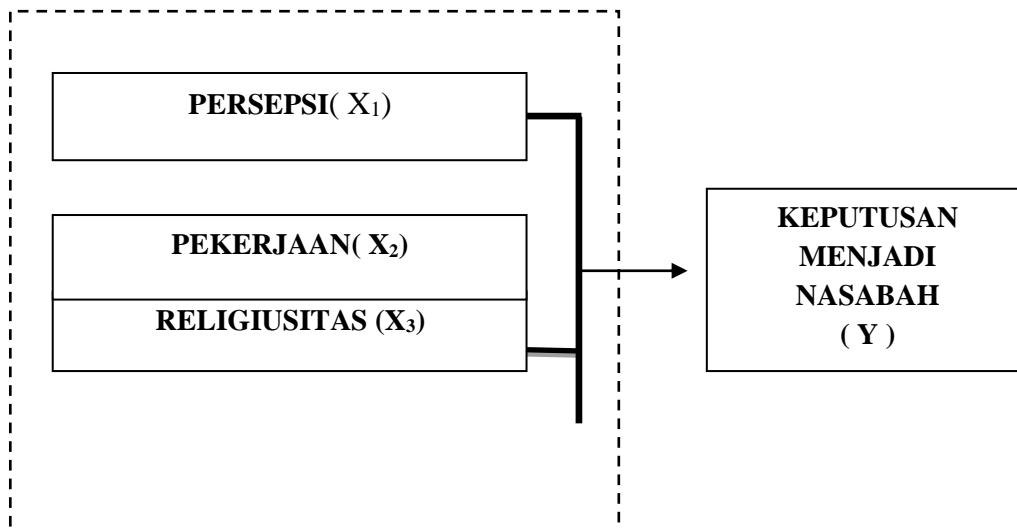 PERSEPSI( X₁)
PEKERJAAN( X₂)
RELIGIUSITAS (X₃)
KEPUTUSAN
MENJADI
NASABAH
( Y )